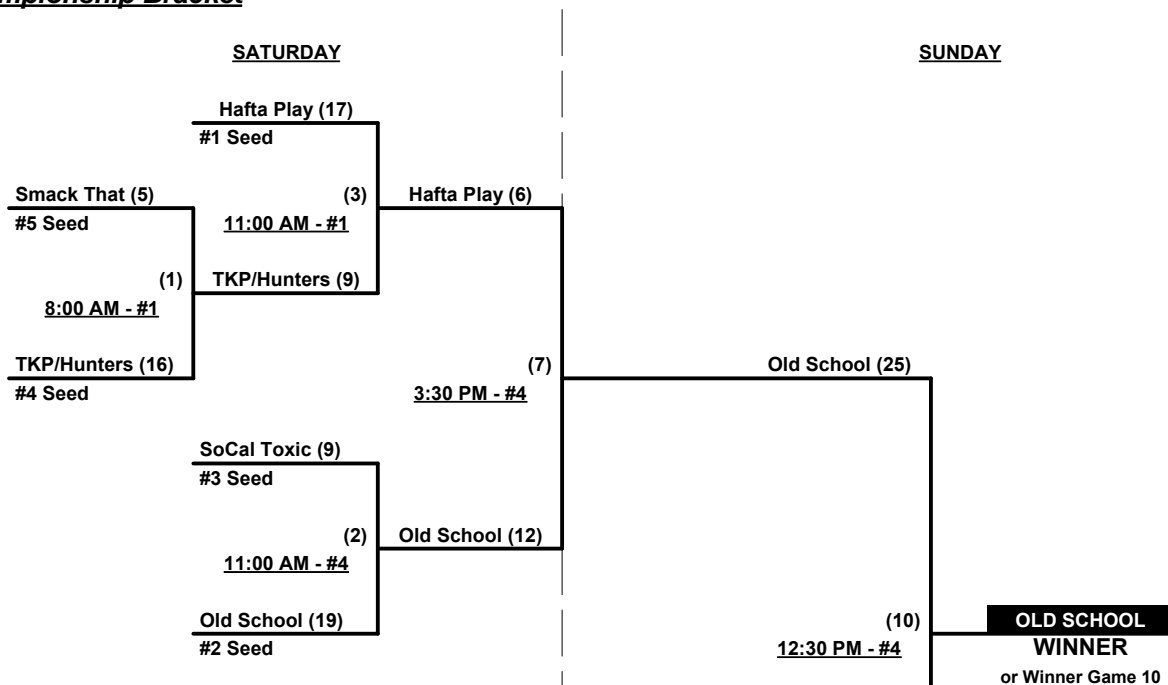 SATURDAY
SUNDAY
Hafta Play (17)
#1 Seed
Smack That (5)
(3)
Hafta Play (6)
#5 Seed
11:00 AM - #1
(1)
TKP/Hunters (9)
8:00 AM - #1
TKP/Hunters (16)
(7)
Old School (25)
#4 Seed
3:30 PM - #4
SoCal Toxic (9)
#3 Seed
(2)
Old School (12)
11:00 AM - #4
Old School (19)
(10)
OLD SCHOOL
#2 Seed
12:30 PM - #4
WINNER
or Winner Game 10